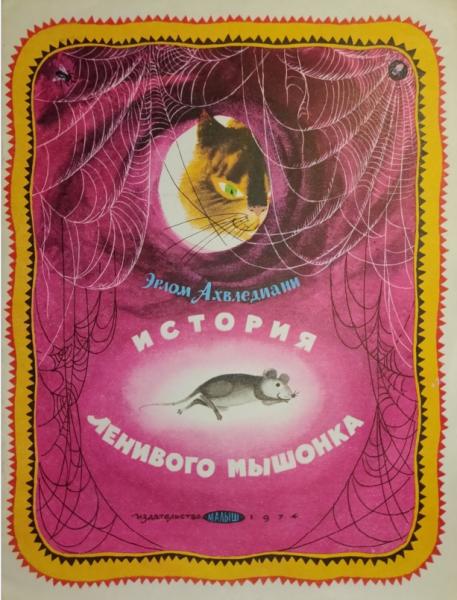 Эрлом Ахвледиани
ИСТОРИЯ
ЛЕНИВОГО МЫШОНКА
ИЗДАТЕЛЬСТВО МАЛЫШ 1974